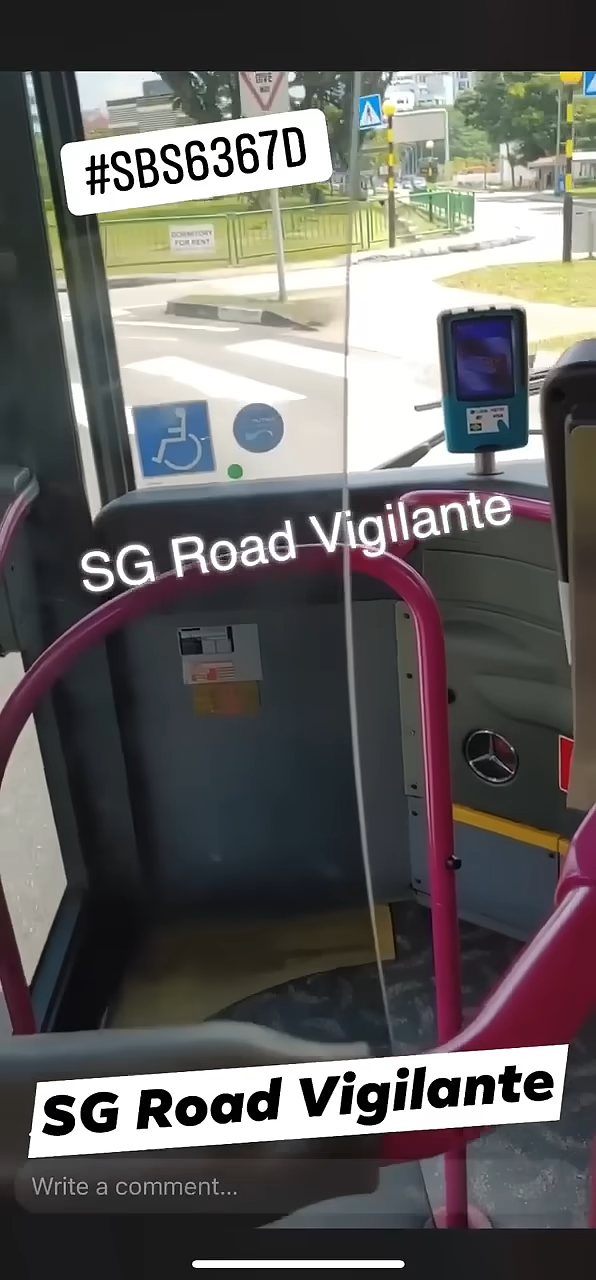 GIVE
WAY
#SBS6367D
DORMITORY
FOR RENT
SG Road Vigilante
SG Road Vigilante
Write a comment...